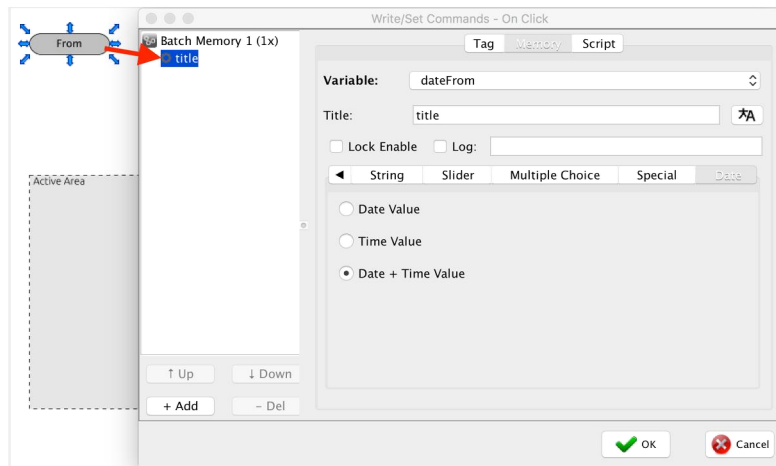 Write/Set Commands - On Click
From
Batch Memory 1 (1x)
title
Tag Memory Script
Variable: dateFrom
Title: title
Lock Enable Log:
String Slider Multiple Choice Special Date
Active Area
Date Value
Time Value
Date + Time Value
↑ Up ↓ Down
+ Add - Del
OK Cancel